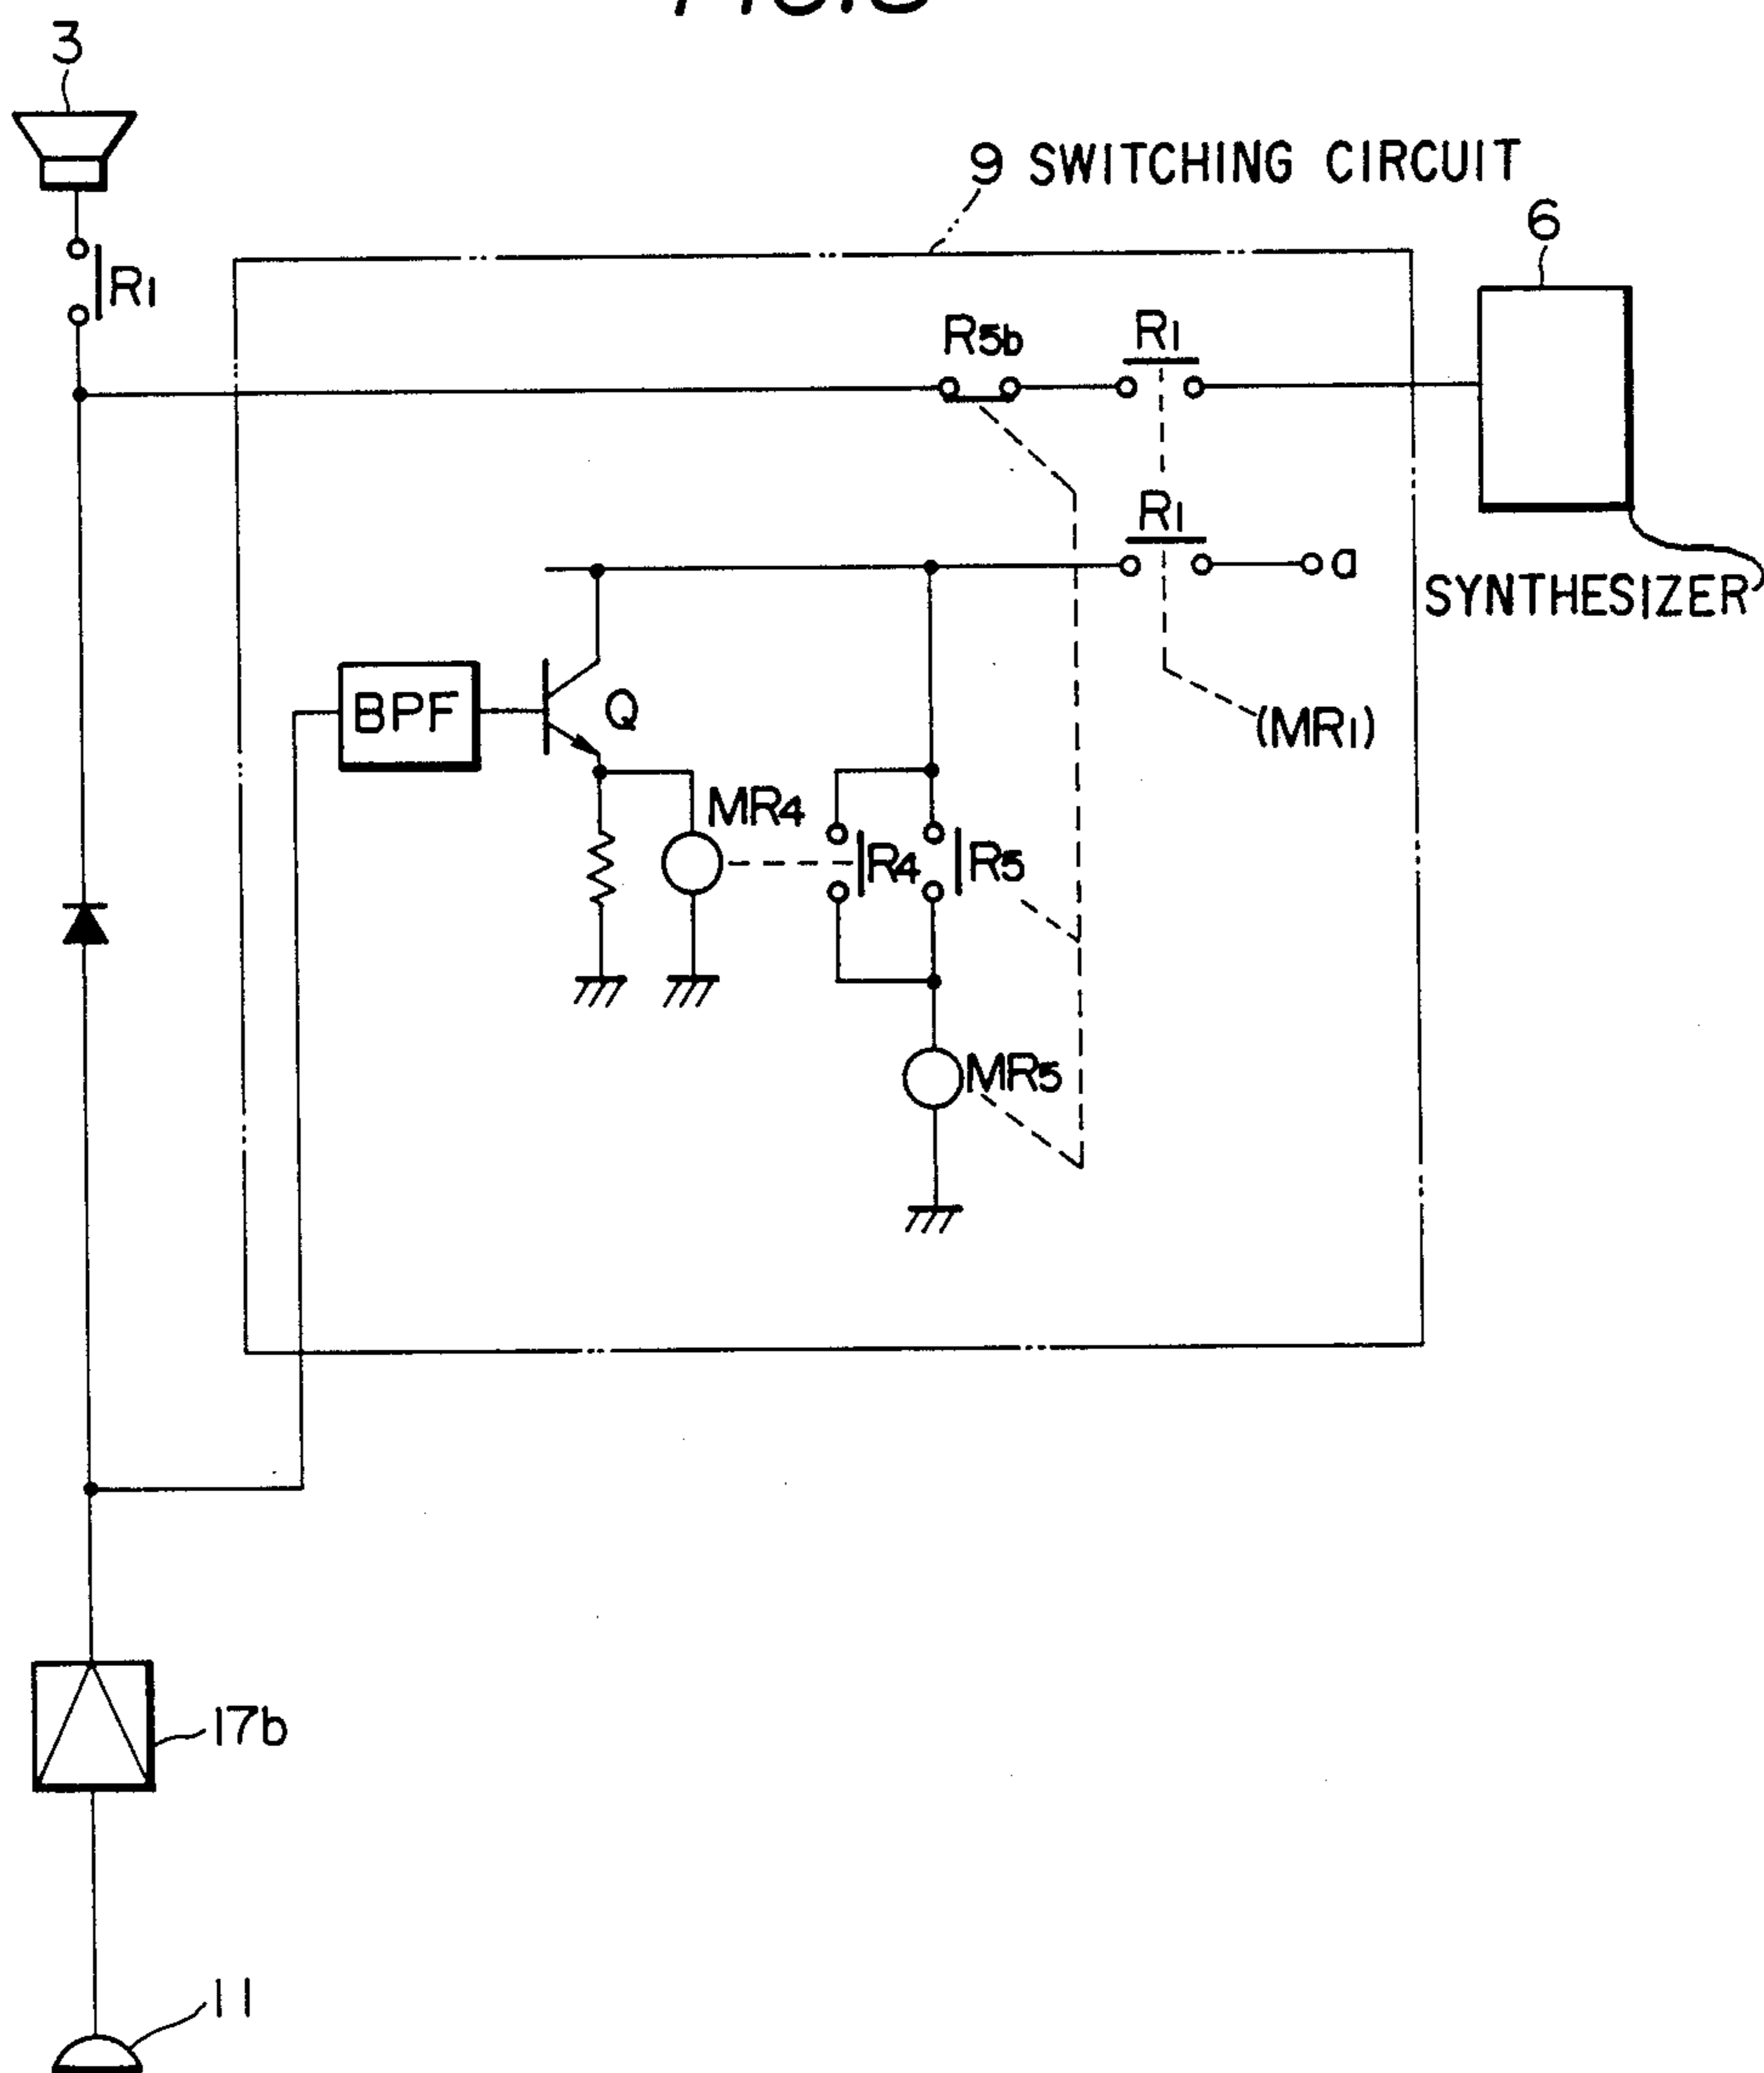 3
9 SWITCHING CIRCUIT
6
R1
R5b
R1
R1
a
SYNTHESIZER
BPF
Q
(MR1)
MR4
R4
R5
MR5
17b
11